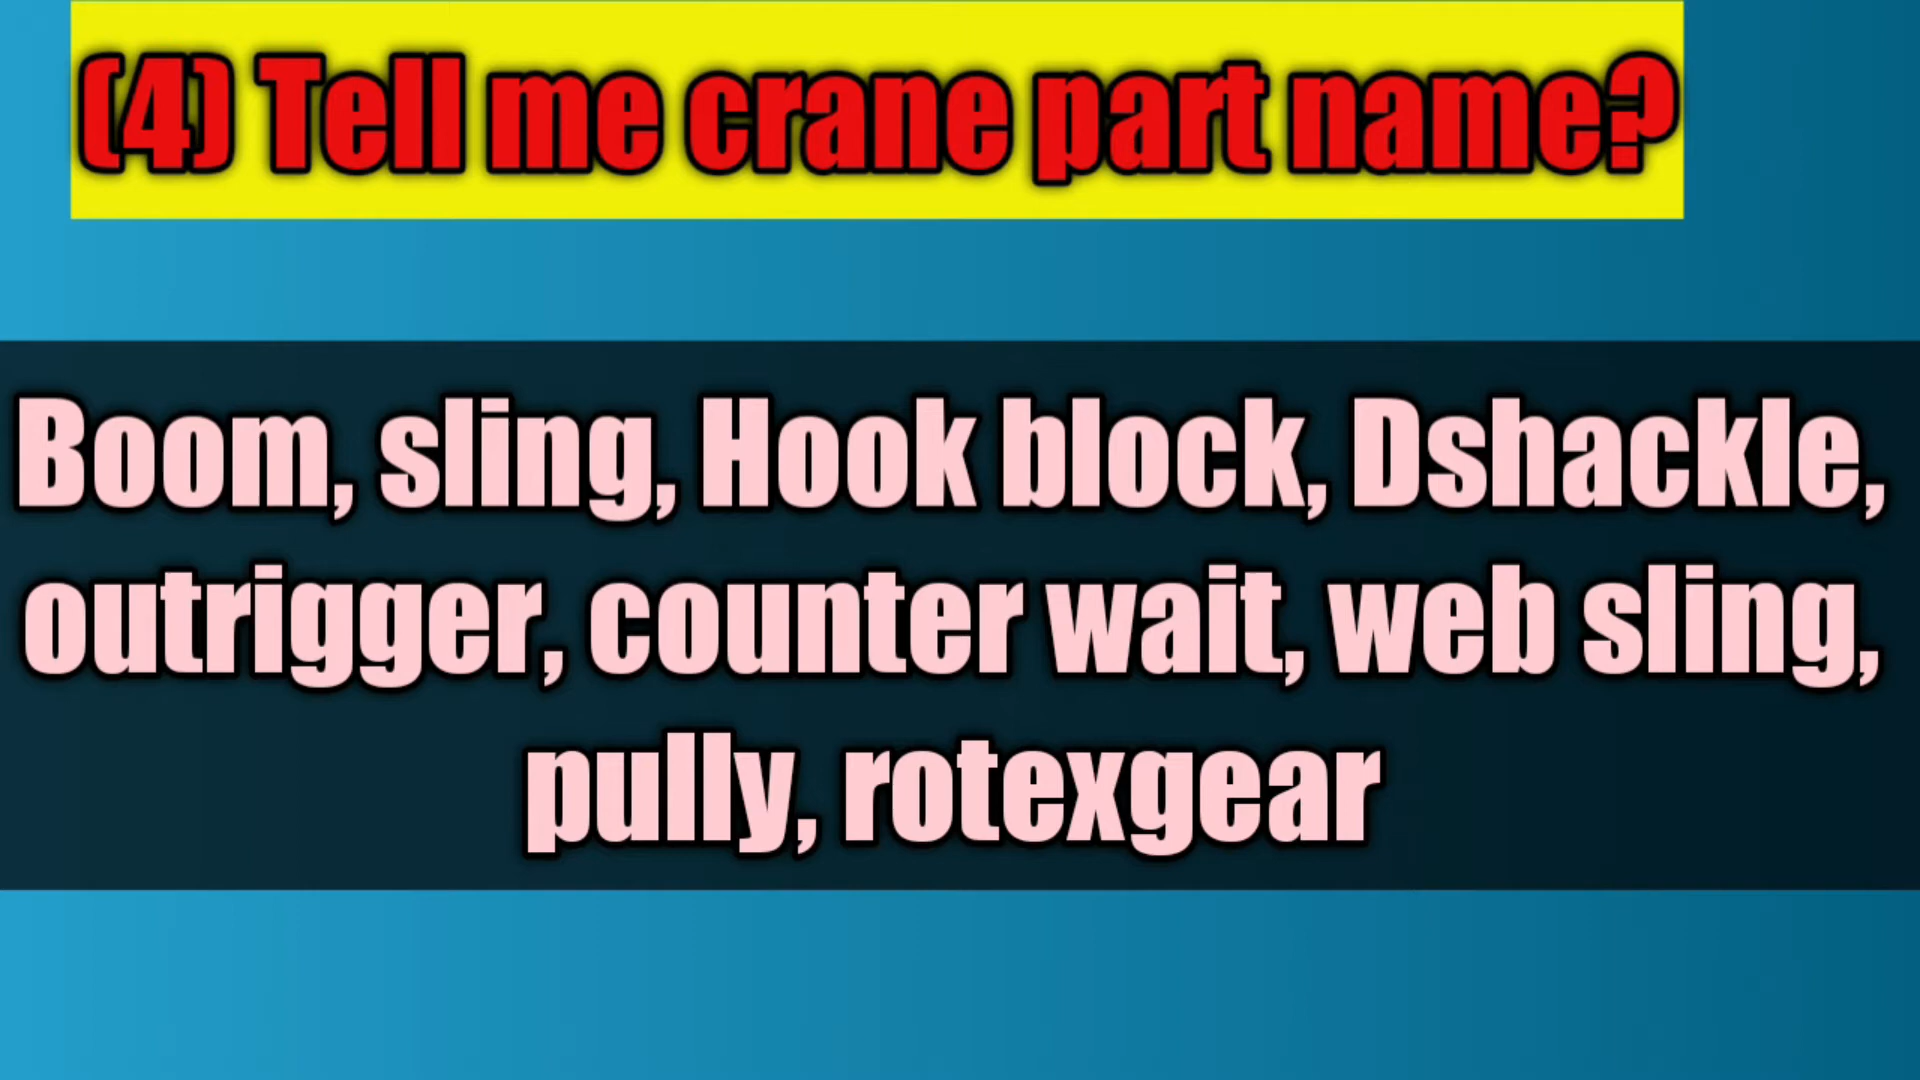 (4) Tell me crane part name?
Boom, sling, Hook block, Dshackle,
outrigger, counter wait, web sling,
pully, rotexgear